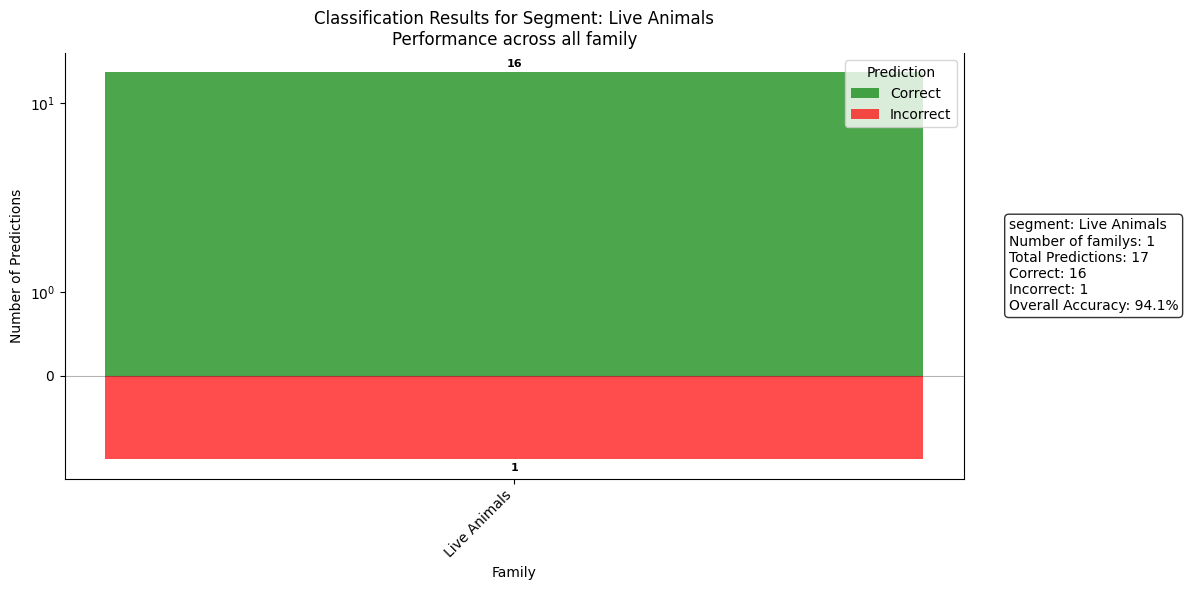 Classification Results for Segment: Live Animals
Performance across all family
16
Prediction
Correct
Incorrect
10¹
10⁰
0
Number of Predictions
1
Live Animals
Family
segment: Live Animals
Number of familys: 1
Total Predictions: 17
Correct: 16
Incorrect: 1
Overall Accuracy: 94.1%